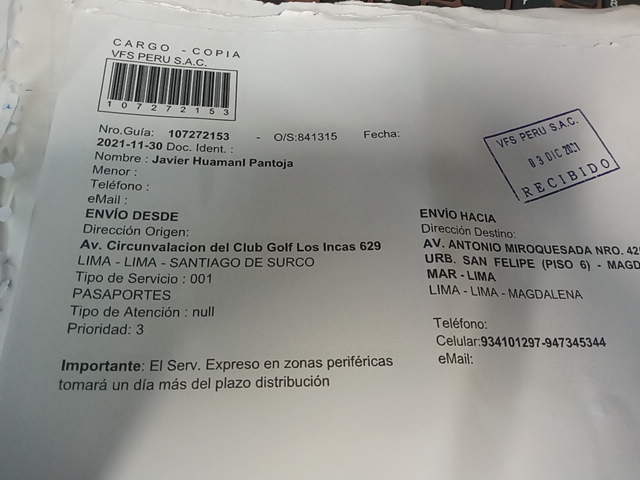 CARGO - COPIA
VFS PERU S.A.C.
107272153
Nro.Guía: 107272153 - O/S:841315 Fecha:
2021-11-30 Doc. Ident. :
Nombre : Javier HuamanI Pantoja
Menor :
Teléfono :
eMail :
ENVÍO DESDE
Dirección Origen:
Av. Circunvalacion del Club Golf Los Incas 629
LIMA - LIMA - SANTIAGO DE SURCO
Tipo de Servicio : 001
PASAPORTES
Tipo de Atención : null
Prioridad: 3
Importante: El Serv. Expreso en zonas periféricas
tomará un día más del plazo distribución
VFS PERU S.A.C.
03 DIC 2021
RECIBIDO
ENVÍO HACIA
Dirección Destino:
AV. ANTONIO MIROQUESADA NRO. 425
URB. SAN FELIPE (PISO 6) - MAGD
MAR - LIMA
LIMA - LIMA - MAGDALENA
Teléfono:
Celular:934101297-947345344
eMail: